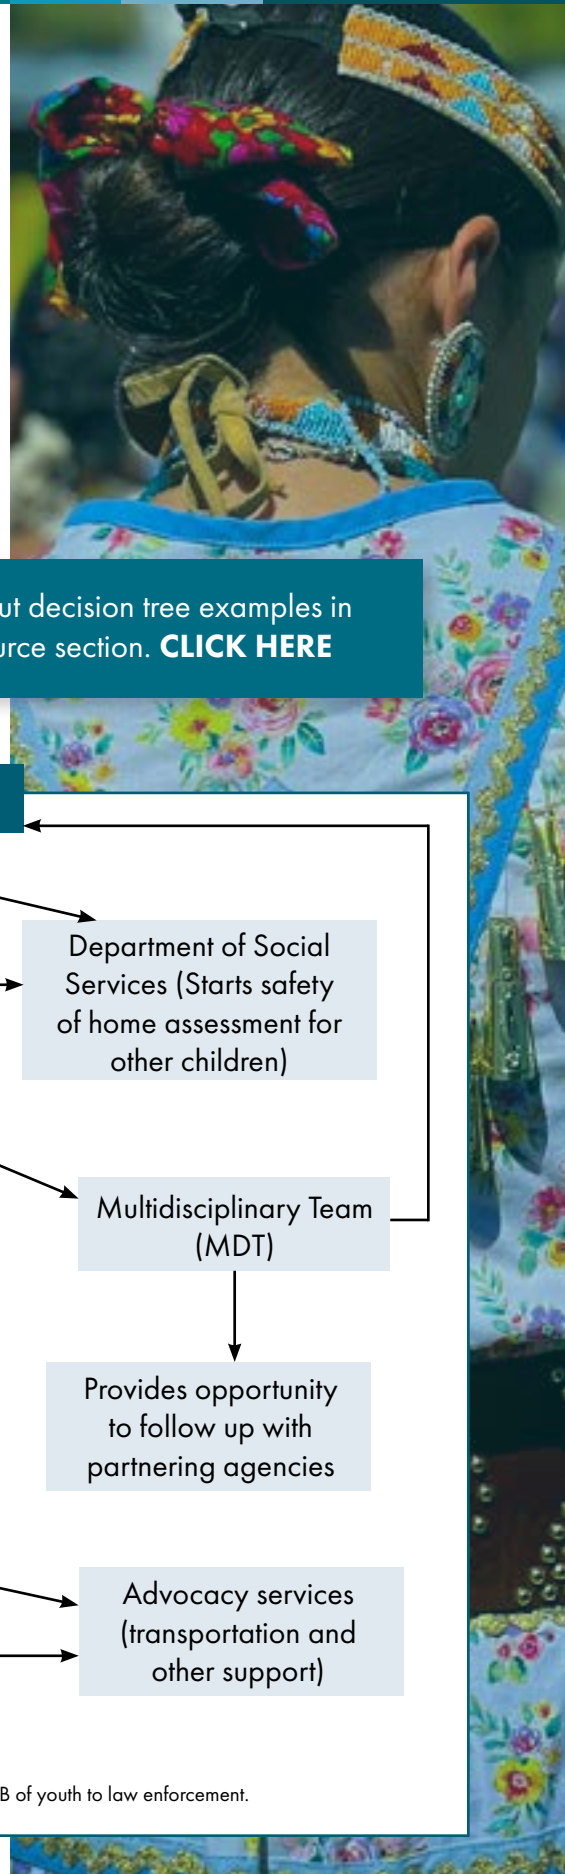 ut decision tree examples in
urce section. CLICK HERE
Department of Social
Services (Starts safety
of home assessment for
other children)
Multidisciplinary Team
(MDT)
Provides opportunity
to follow up with
partnering agencies
Advocacy services
(transportation and
other support)
B of youth to law enforcement.